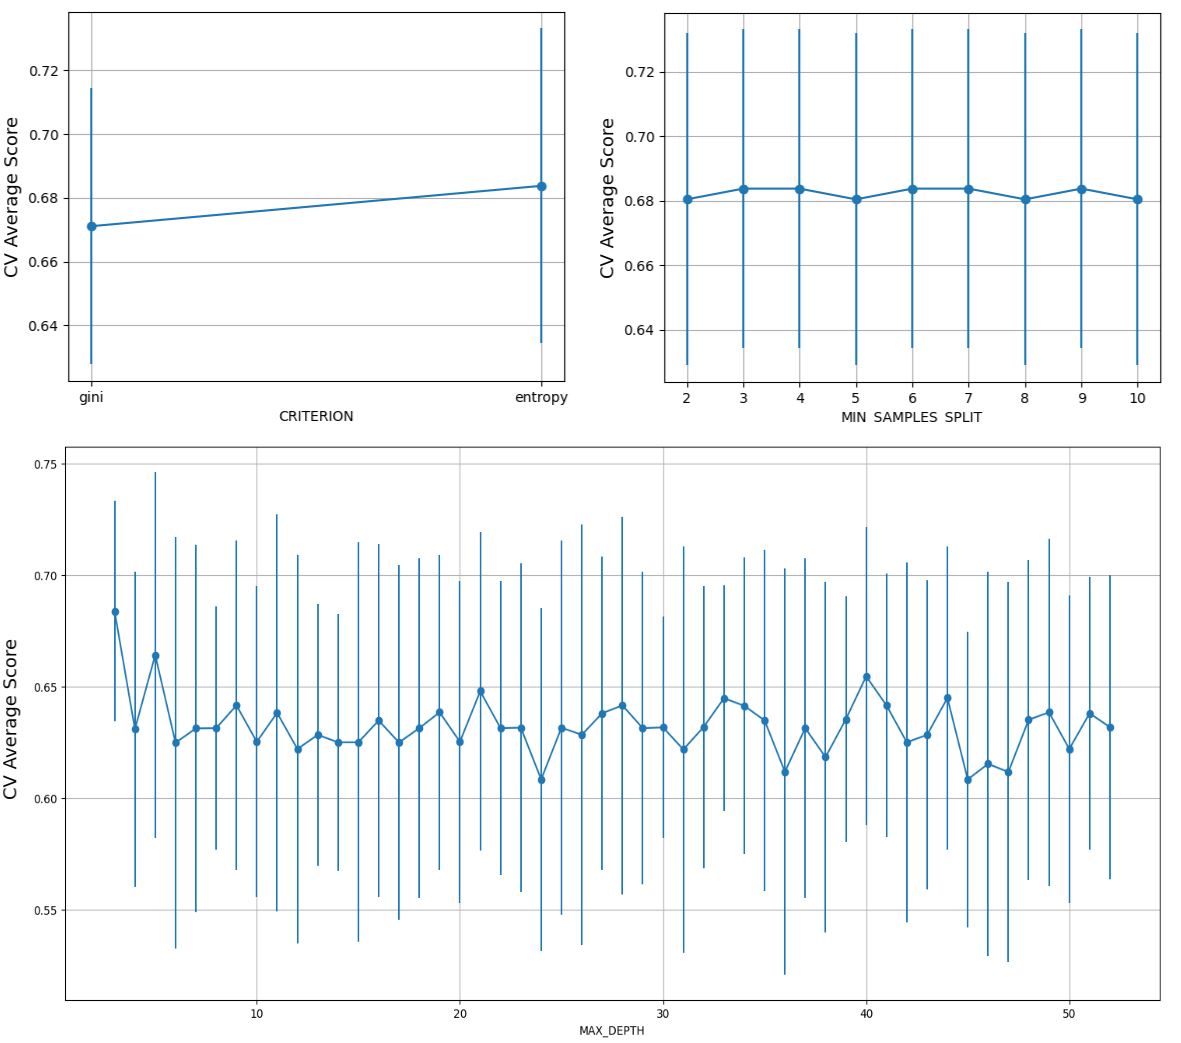 CV Average Score
0.72
0.70
0.68
0.66
0.64
gini
entropy
CRITERION
CV Average Score
0.72
0.70
0.68
0.66
0.64
2 3 4 5 6 7 8 9 10
MIN_SAMPLES_SPLIT
CV Average Score
0.75
0.70
0.65
0.60
0.55
10 20 30 40 50
MAX_DEPTH